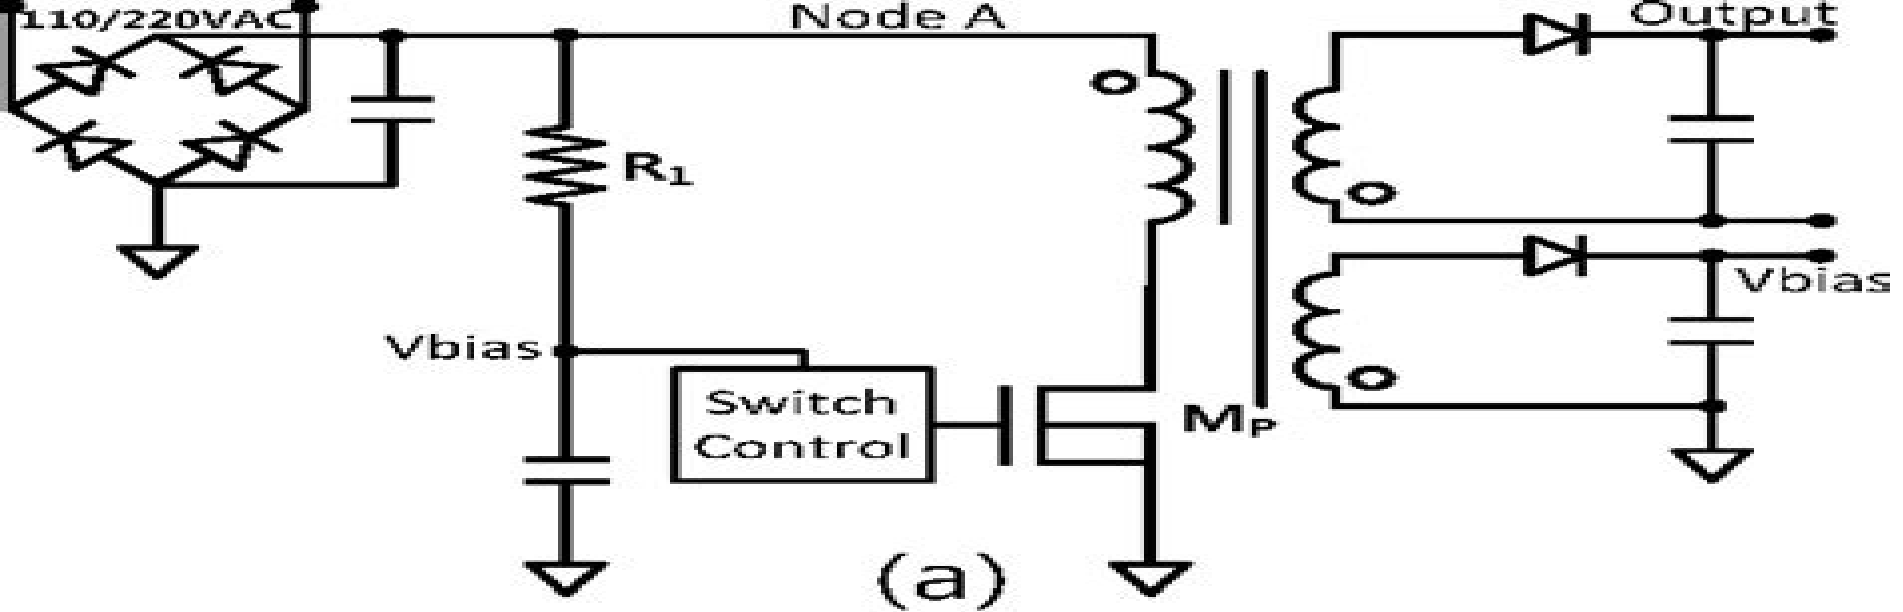 110/220VAC
Node A
Output
R₁
Vbias
Vbias
Switch
Control
Mₚ
(a)